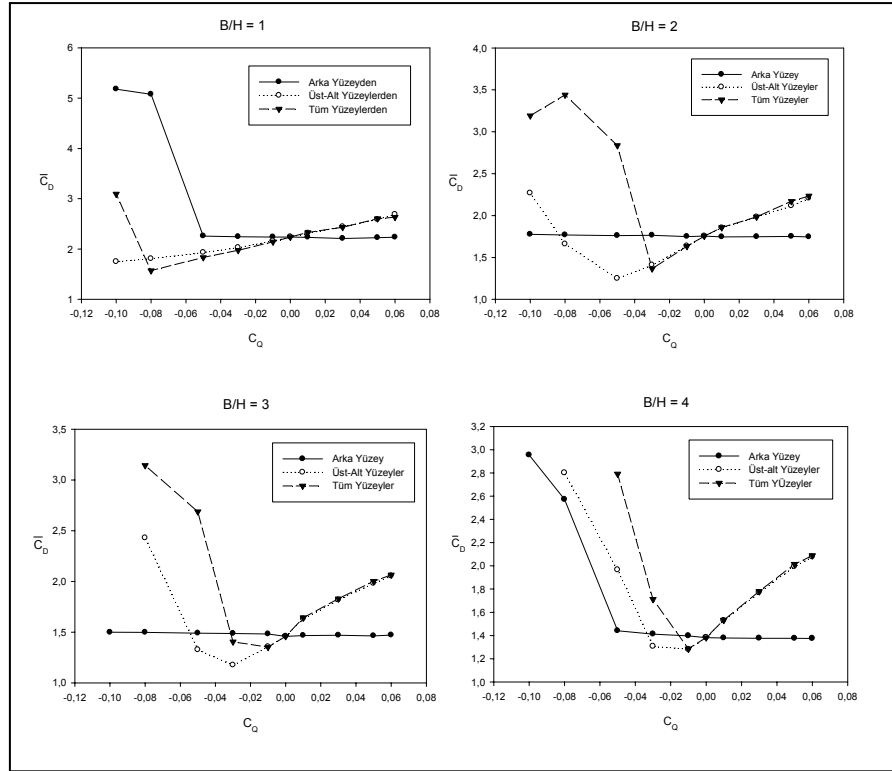 B/H = 1
6
5
4
3
2
1
C̅D
-0,12 -0,10 -0,08 -0,06 -0,04 -0,02 0,00 0,02 0,04 0,06 0,08
CQ
Arka Yüzeyden
Üst-Alt Yüzeylerden
Tüm Yüzeylerden
B/H = 2
4,0
3,5
3,0
2,5
2,0
1,5
1,0
C̅D
-0,12 -0,10 -0,08 -0,06 -0,04 -0,02 0,00 0,02 0,04 0,06 0,08
CQ
Arka Yüzey
Üst-Alt Yüzeyler
Tüm Yüzeyler
B/H = 3
3,5
3,0
2,5
2,0
1,5
1,0
C̅D
-0,12 -0,10 -0,08 -0,06 -0,04 -0,02 0,00 0,02 0,04 0,06 0,08
CQ
Arka Yüzey
Üst-Alt Yüzeyler
Tüm Yüzeyler
B/H = 4
3,2
3,0
2,8
2,6
2,4
2,2
2,0
1,8
1,6
1,4
1,2
1,0
C̅D
-0,12 -0,10 -0,08 -0,06 -0,04 -0,02 0,00 0,02 0,04 0,06 0,08
CQ
Arka Yüzey
Üst-alt Yüzeyler
Tüm YÜzeyler